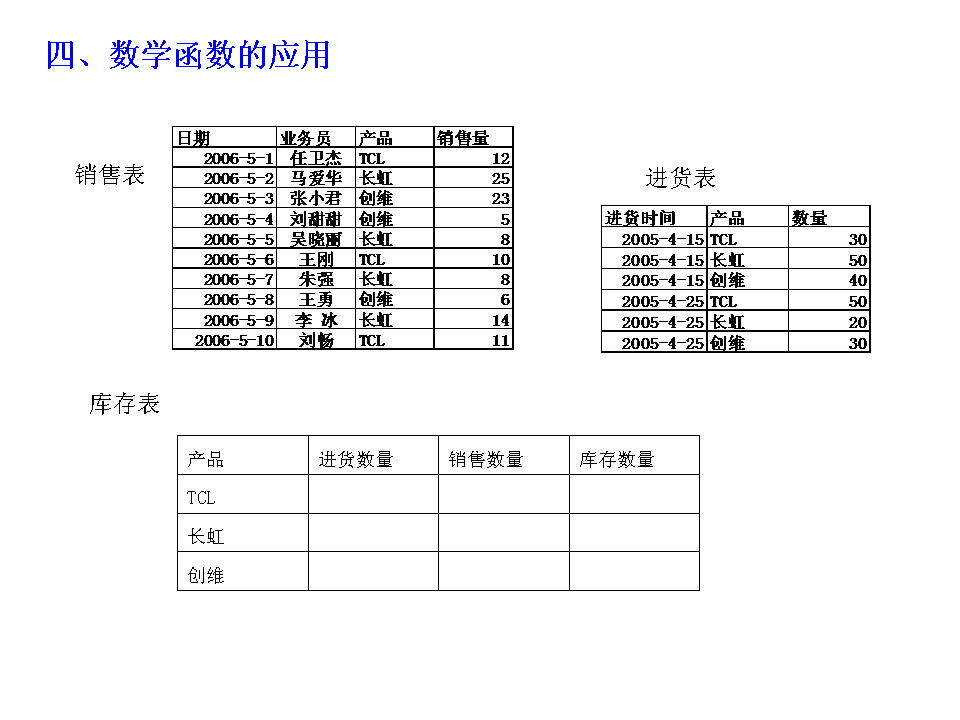 四、数学函数的应用
销售表
日期 业务员 产品 销售量
2006-5-1 任卫杰 TCL 12
2006-5-2 马爱华 长虹 25
2006-5-3 张小君 创维 23
2006-5-4 刘甜甜 创维 5
2006-5-5 吴晓丽 长虹 8
2006-5-6 王刚 TCL 10
2006-5-7 朱强 长虹 8
2006-5-8 王勇 创维 6
2006-5-9 李 冰 长虹 14
2006-5-10 刘畅 TCL 11
进货表
进货时间 产品 数量
2005-4-15 TCL 30
2005-4-15 长虹 50
2005-4-15 创维 40
2005-4-25 TCL 50
2005-4-25 长虹 20
2005-4-25 创维 30
库存表
产品 进货数量 销售数量 库存数量
TCL
长虹
创维